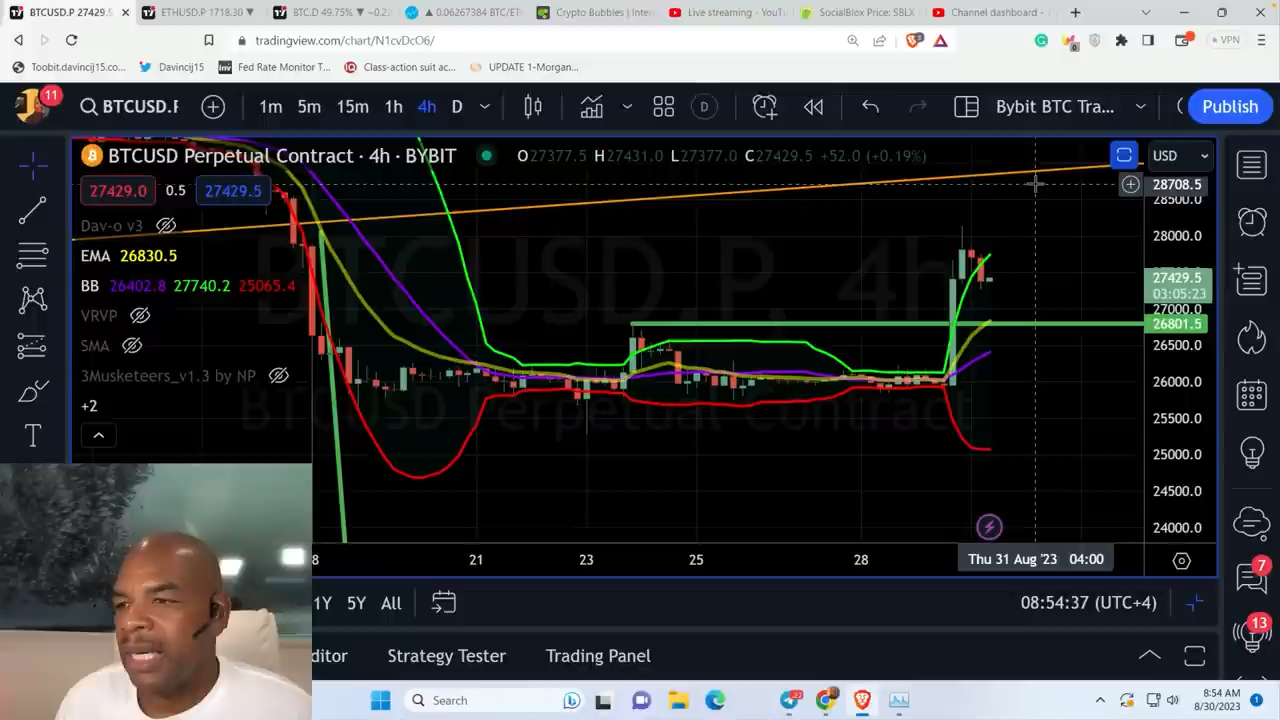 BTCUSD.P 27429.5
ETHUSD.P 1718.30
BTC.D 49.75% −0.22
▲ 0.06267384 BTC/ETH
Crypto Bubbles | Inter
Live streaming - YouTu
SocialBlox Price: SBLX
Channel dashboard -
tradingview.com/chart/N1cvDcO6/
VPN
Toobit.davincij15.co...
Davincij15
Fed Rate Monitor T...
Class-action suit ac...
UPDATE 1-Morgan...
11
BTCUSD.P
1m 5m 15m 1h 4h D
D
Bybit BTC Tra...
Publish
BTCUSD Perpetual Contract · 4h · BYBIT
O27377.5 H27431.0 L27377.0 C27429.5 +52.0 (+0.19%)
USD
27429.0 0.5 27429.5
28708.5
28500.0
Dav-o v3
28000.0
EMA 26830.5
BB 26402.8 27740.2 25065.4
27429.5
03:05:23
27000.0
VRVP
26801.5
SMA
26500.0
3Musketeers_v1.3 by NP
26000.0
+2
25500.0
25000.0
24500.0
24000.0
BTCUSD.P, 4h
BTCUSD Perpetual Contract
8 21 23 25 28
Thu 31 Aug '23 04:00
1Y 5Y All
08:54:37 (UTC+4)
7
13
ditor
Strategy Tester
Trading Panel
Search
8:54 AM
8/30/2023